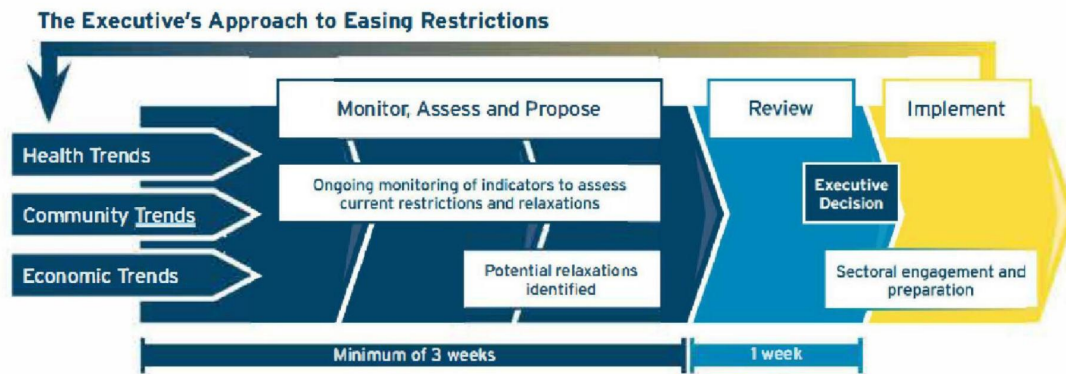 The Executive's Approach to Easing Restrictions
Monitor, Assess and Propose
Review
Implement
Health Trends
Community Trends
Economic Trends
Ongoing monitoring of indicators to assess
current restrictions and relaxations
Executive
Decision
Potential relaxations
identified
Sectoral engagement and
preparation
Minimum of 3 weeks
1 week